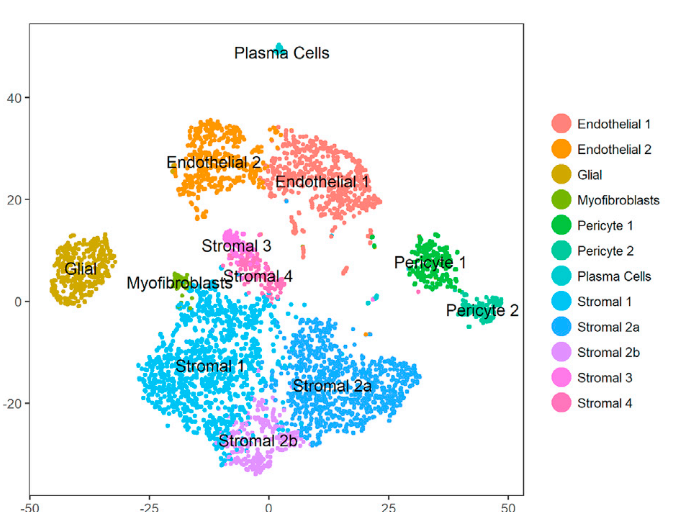 Plasma Cells
40
Endothelial 2
Endothelial 1
20
Stromal 3
Pericyte 1
Glial
Stromal 4
Myofibroblasts
0
Pericyte 2
Stromal 1
Stromal 2a
-20
Stromal 2b
-50
-25
0
25
50
Endothelial 1
Endothelial 2
Glial
Myofibroblasts
Pericyte 1
Pericyte 2
Plasma Cells
Stromal 1
Stromal 2a
Stromal 2b
Stromal 3
Stromal 4